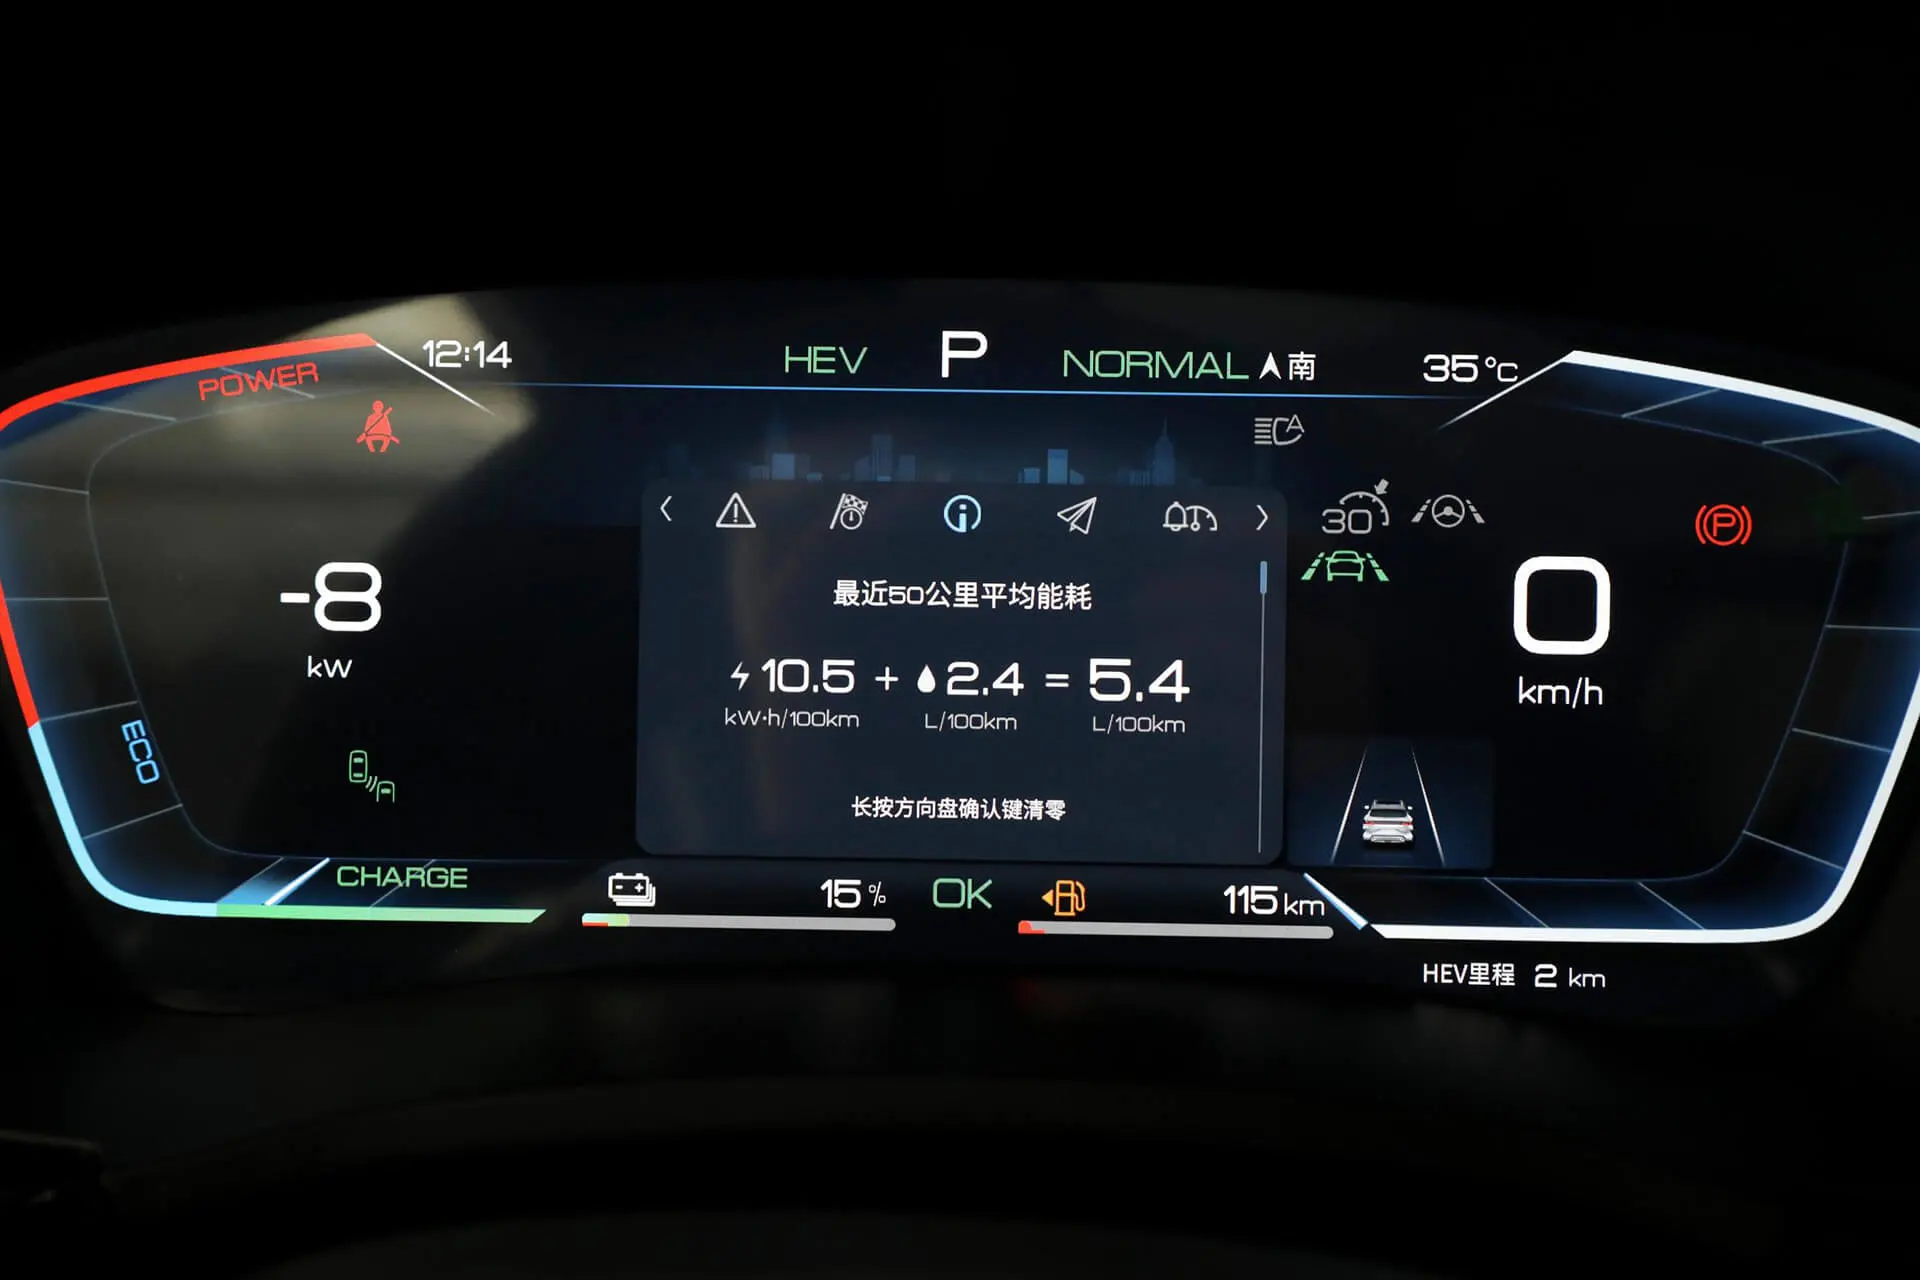 12:14
HEV
P
NORMAL
南
35°C
POWER
30
P
最近50公里平均能耗
-8
kW
0
km/h
10.5 + 2.4 = 5.4
kW·h/100km L/100km L/100km
ECO
长按方向盘确认键清零
CHARGE
15%
OK
115km
HEV里程 2 km